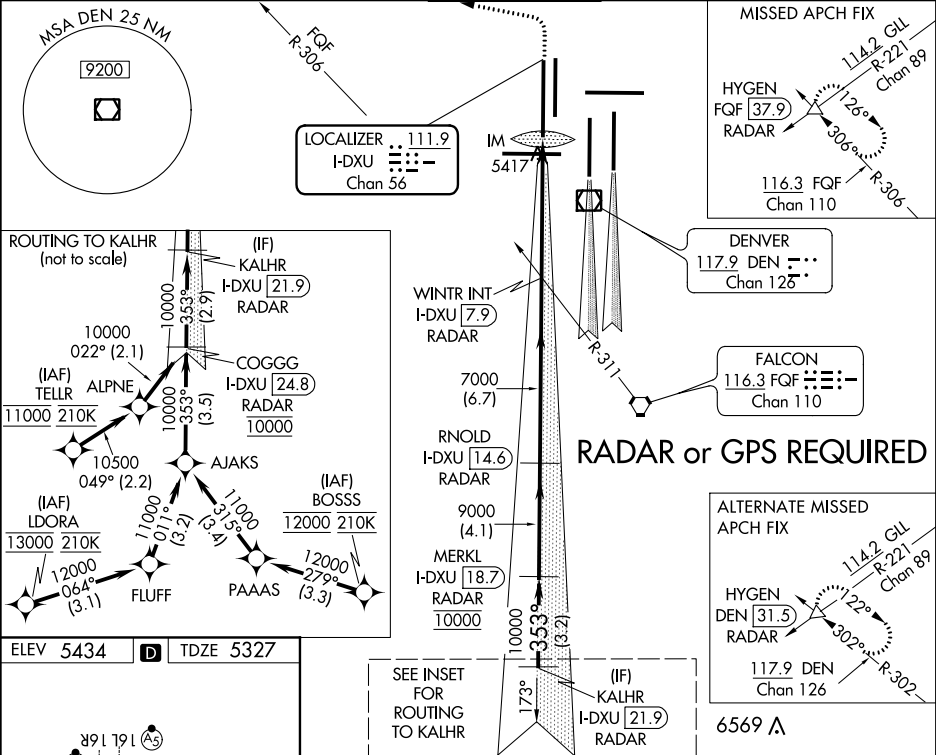 MSA DEN 25 NM
9200
FQF
R-306
LOCALIZER 111.9
I-DXU
Chan 56
IM
5417
MISSED APCH FIX
114.2 GLL
R-221
Chan 89
HYGEN
FQF 37.9
RADAR
126°
306°
116.3 FQF
Chan 110
R-306
DENVER
117.9 DEN
Chan 126
ROUTING TO KALHR
(not to scale)
(IF)
KALHR
I-DXU 21.9
RADAR
10000
353°
(2.9)
10000
022° (2.1)
(IAF)
TELLR
11000 210K
ALPNE
COGGG
I-DXU 24.8
RADAR
10000
10000
353°
(3.5)
10500
049° (2.2)
AJAKS
(IAF)
LDORA
13000 210K
11000
011°
(3.2)
11000
315°
(3.4)
(IAF)
BOSSS
12000 210K
12000
064°
(3.1)
FLUFF
PAAAS
12000
279°
(3.3)
WINTR INT
I-DXU 7.9
RADAR
R-311
FALCON
116.3 FQF
Chan 110
7000
(6.7)
RNOLD
I-DXU 14.6
RADAR
RADAR or GPS REQUIRED
9000
(4.1)
MERKL
I-DXU 18.7
RADAR
10000
10000
353°
(3.2)
173°
SEE INSET
FOR
ROUTING
TO KALHR
(IF)
KALHR
I-DXU 21.9
RADAR
ALTERNATE MISSED
APCH FIX
114.2 GLL
R-221
Chan 89
HYGEN
DEN 31.5
RADAR
122°
302°
117.9 DEN
Chan 126
R-302
6569
ELEV 5434 D TDZE 5327
16R 16L
A5